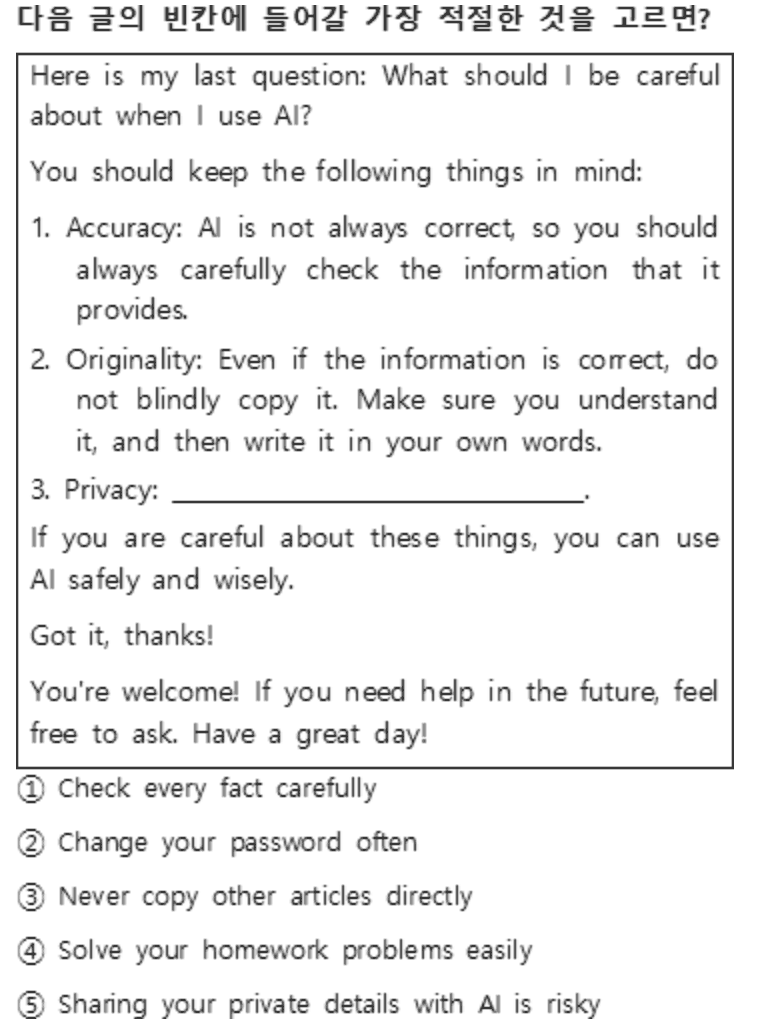 다음 글의 빈칸에 들어갈 가장 적절한 것을 고르면?
Here is my last question: What should I be careful
about when I use AI?
You should keep the following things in mind:
1. Accuracy: AI is not always correct, so you should
always carefully check the information that it
provides.
2. Originality: Even if the information is correct, do
not blindly copy it. Make sure you understand
it, and then write it in your own words.
3. Privacy: ______________________________.
If you are careful about these things, you can use
AI safely and wisely.
Got it, thanks!
You're welcome! If you need help in the future, feel
free to ask. Have a great day!
① Check every fact carefully
② Change your password often
③ Never copy other articles directly
④ Solve your homework problems easily
⑤ Sharing your private details with AI is risky